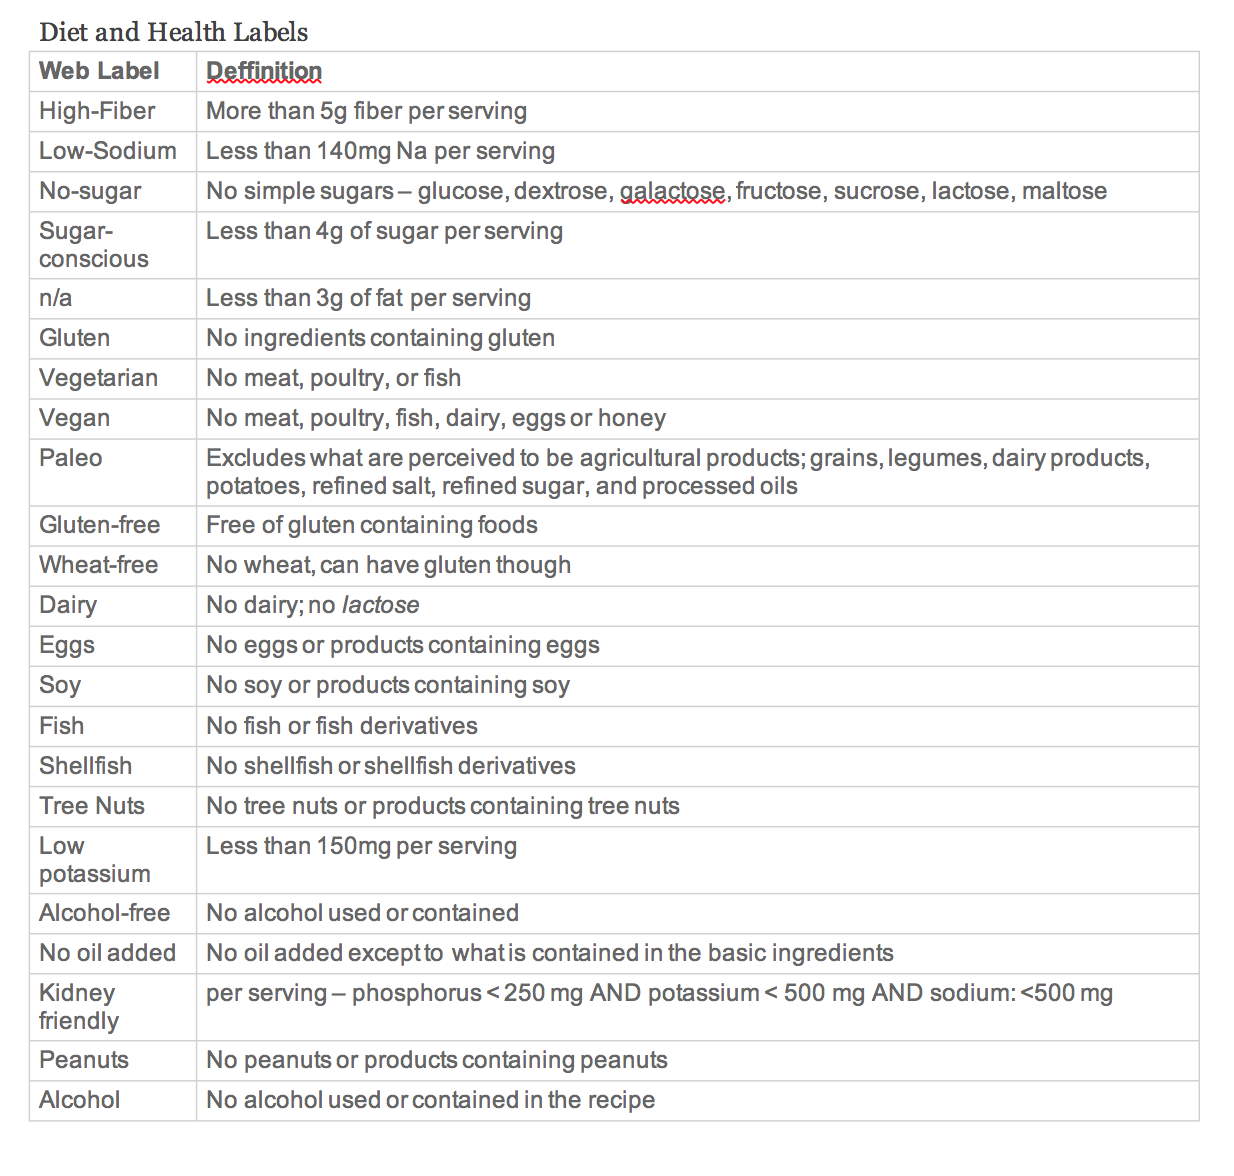 Diet and Health Labels
Web Label Deffinition
High-Fiber More than 5g fiber per serving
Low-Sodium Less than 140mg Na per serving
No-sugar No simple sugars – glucose, dextrose, galactose, fructose, sucrose, lactose, maltose
Sugar- Less than 4g of sugar per serving
conscious
n/a Less than 3g of fat per serving
Gluten No ingredients containing gluten
Vegetarian No meat, poultry, or fish
Vegan No meat, poultry, fish, dairy, eggs or honey
Paleo Excludes what are perceived to be agricultural products; grains, legumes, dairy products,
potatoes, refined salt, refined sugar, and processed oils
Gluten-free Free of gluten containing foods
Wheat-free No wheat, can have gluten though
Dairy No dairy; no lactose
Eggs No eggs or products containing eggs
Soy No soy or products containing soy
Fish No fish or fish derivatives
Shellfish No shellfish or shellfish derivatives
Tree Nuts No tree nuts or products containing tree nuts
Low Less than 150mg per serving
potassium
Alcohol-free No alcohol used or contained
No oil added No oil added except to what is contained in the basic ingredients
Kidney per serving – phosphorus < 250 mg AND potassium < 500 mg AND sodium: <500 mg
friendly
Peanuts No peanuts or products containing peanuts
Alcohol No alcohol used or contained in the recipe